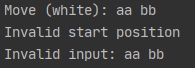 Move (white): aa bb
Invalid start position
Invalid input: aa bb